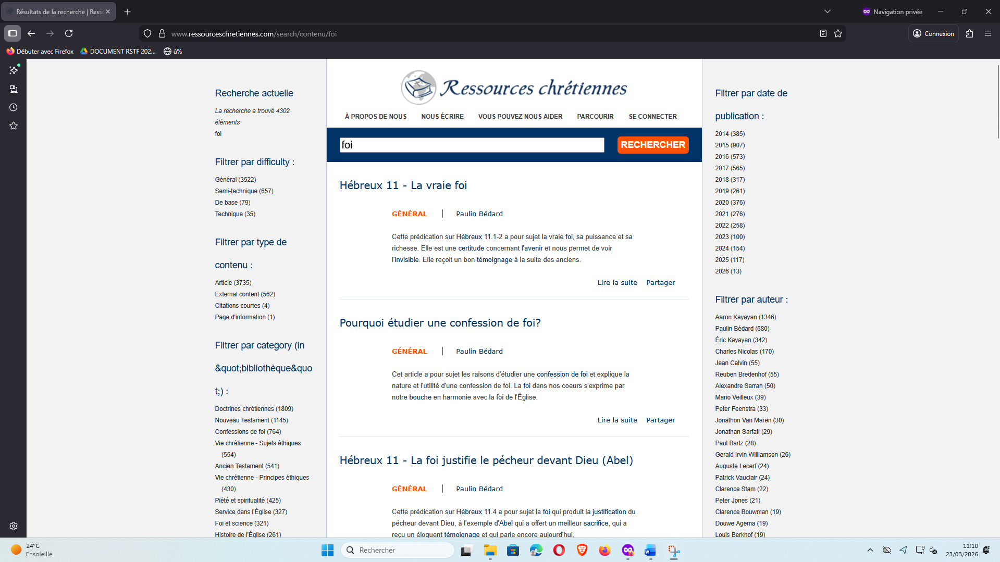 Résultats de la recherche | Ress
Navigation privée
www.ressourceschretiennes.com/search/contenu/foi
Connexion
Débuter avec Firefox
DOCUMENT RSTF 202...
ù%
Recherche actuelle
La recherche a trouvé 4302
éléments
foi
Filtrer par difficulty :
Général (3522)
Semi-technique (657)
De base (79)
Technique (35)
Filtrer par type de
contenu :
Article (3735)
External content (562)
Citations courtes (4)
Page d'information (1)
Filtrer par category (in
&quot;bibliothèque&quo
t;) :
Doctrines chrétiennes (1809)
Nouveau Testament (1145)
Confessions de foi (764)
Vie chrétienne - Sujets éthiques
(554)
Ancien Testament (541)
Vie chrétienne - Principes éthiques
(430)
Piété et spiritualité (425)
Service dans l'Église (327)
Foi et science (321)
Histoire de l'Église (261)
Ressources chrétiennes
À PROPOS DE NOUS
NOUS ÉCRIRE
VOUS POUVEZ NOUS AIDER
PARCOURIR
SE CONNECTER
foi
RECHERCHER
Hébreux 11 - La vraie foi
GÉNÉRAL | Paulin Bédard
Cette prédication sur Hébreux 11.1-2 a pour sujet la vraie foi, sa puissance et sa
richesse. Elle est une certitude concernant l'avenir et nous permet de voir
l'invisible. Elle reçoit un bon témoignage à la suite des anciens.
Lire la suite Partager
Pourquoi étudier une confession de foi?
GÉNÉRAL | Paulin Bédard
Cet article a pour sujet les raisons d'étudier une confession de foi et explique la
nature et l'utilité d'une confession de foi. La foi dans nos coeurs s'exprime par
notre bouche en harmonie avec la foi de l'Église.
Lire la suite Partager
Hébreux 11 - La foi justifie le pécheur devant Dieu (Abel)
GÉNÉRAL | Paulin Bédard
Cette prédication sur Hébreux 11.4 a pour sujet la foi qui produit la justification du
pécheur devant Dieu, à l'exemple d'Abel qui a offert un meilleur sacrifice, qui a
reçu un éloquent témoignage et qui parle encore aujourd'hui.
Filtrer par date de
publication :
2014 (385)
2015 (907)
2016 (573)
2017 (565)
2018 (317)
2019 (261)
2020 (376)
2021 (276)
2022 (258)
2023 (100)
2024 (154)
2025 (117)
2026 (13)
Filtrer par auteur :
Aaron Kayayan (1346)
Paulin Bédard (680)
Éric Kayayan (342)
Charles Nicolas (170)
Jean Calvin (55)
Reuben Bredenhof (55)
Alexandre Sarran (50)
Mario Veilleux (39)
Peter Feenstra (33)
Jonathon Van Maren (30)
Jonathan Sarfati (29)
Paul Bartz (28)
Gerald Irvin Williamson (26)
Auguste Lecerf (24)
Patrick Vauclair (24)
Clarence Stam (22)
Peter Jones (21)
Clarence Bouwman (19)
Douwe Agema (19)
Louis Berkhof (19)
24°C
Ensoleillé
Rechercher
11:10
23/03/2026